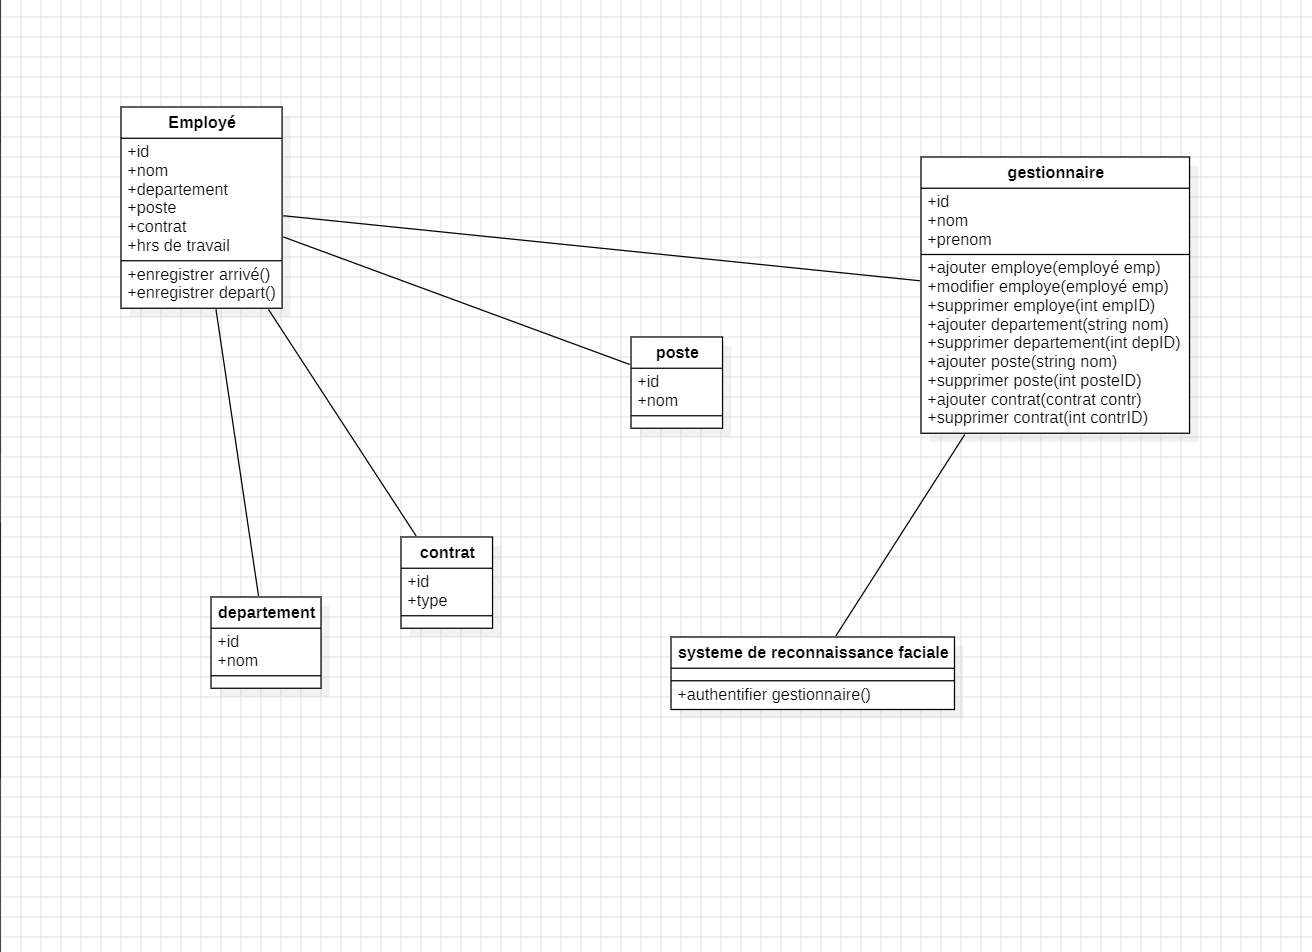 Employé
+id
+nom
+departement
+poste
+contrat
+hrs de travail
+enregistrer arrivé()
+enregistrer depart()
gestionnaire
+id
+nom
+prenom
+ajouter employe(employé emp)
+modifier employe(employé emp)
+supprimer employe(int empID)
+ajouter departement(string nom)
+supprimer departement(int depID)
+ajouter poste(string nom)
+supprimer poste(int posteID)
+ajouter contrat(contrat contr)
+supprimer contrat(int contrID)
poste
+id
+nom
contrat
+id
+type
departement
+id
+nom
systeme de reconnaissance faciale
+authentifier gestionnaire()